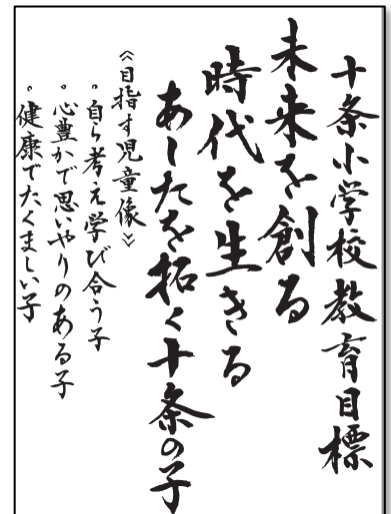 十条小学校教育目標
未来を創る
時代を生きる
あしたを拓く十条の子
《目指す児童像》
。自ら考え学び合う子
。心豊かで思いやりのある子
。健康でたくましい子